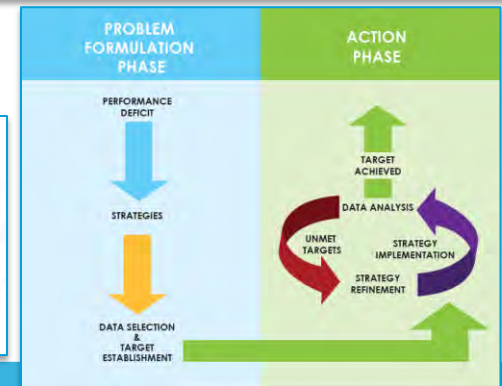 PROBLEM
FORMULATION
PHASE
PERFORMANCE
DEFICIT
STRATEGIES
DATA SELECTION
&
TARGET
ESTABLISHMENT
ACTION
PHASE
TARGET
ACHIEVED
DATA ANALYSIS
UNMET
TARGETS
STRATEGY
IMPLEMENTATION
STRATEGY
REFINEMENT